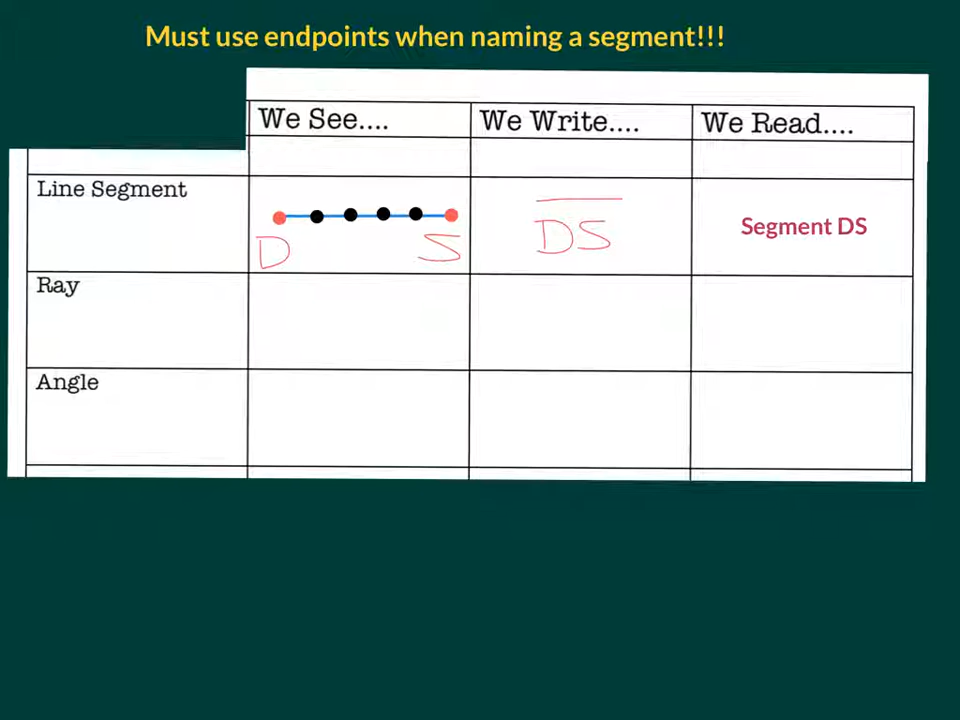 Must use endpoints when naming a segment!!!
We See.... We Write.... We Read....
Line Segment
D S
DS
Segment DS
Ray
Angle